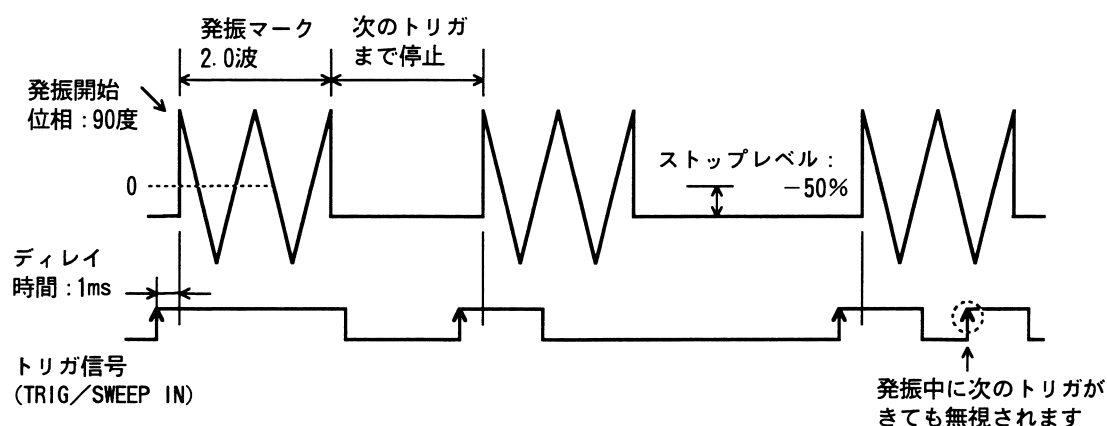 発振マーク
2.0波
次のトリガ
まで停止
発振開始
位相：90度
0
ストップレベル：
－50％
ディレイ
時間：1ms
トリガ信号
(TRIG／SWEEP IN)
発振中に次のトリガが
きても無視されます